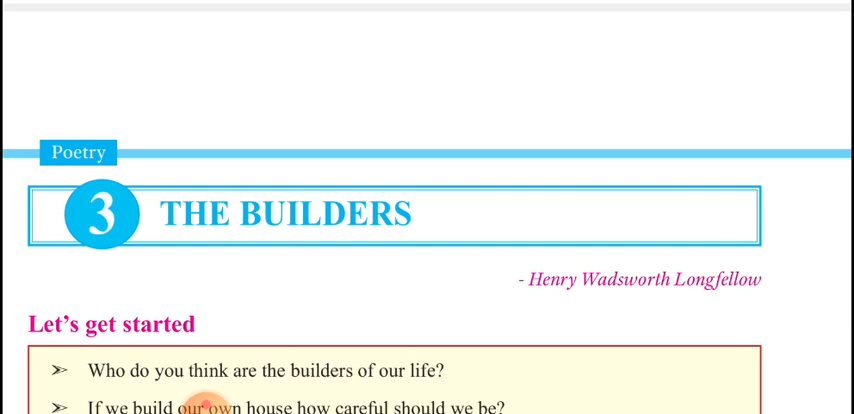 Poetry
3
THE BUILDERS
- Henry Wadsworth Longfellow
Let's get started
➢ Who do you think are the builders of our life?
➢ If we build our own house how careful should we be?